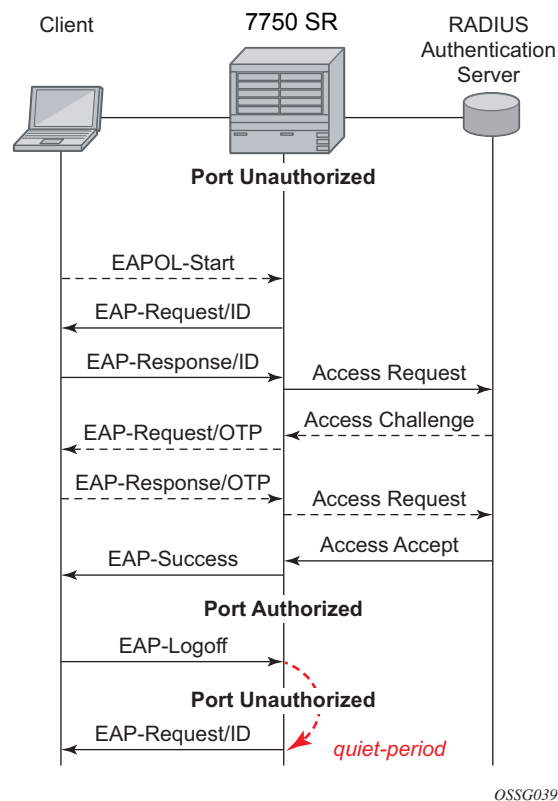 Client
7750 SR
RADIUS
Authentication
Server
Port Unauthorized
EAPOL-Start
EAP-Request/ID
EAP-Response/ID
Access Request
Access Challenge
EAP-Request/OTP
EAP-Response/OTP
Access Request
Access Accept
EAP-Success
Port Authorized
EAP-Logoff
Port Unauthorized
EAP-Request/ID
quiet-period
OSSG039